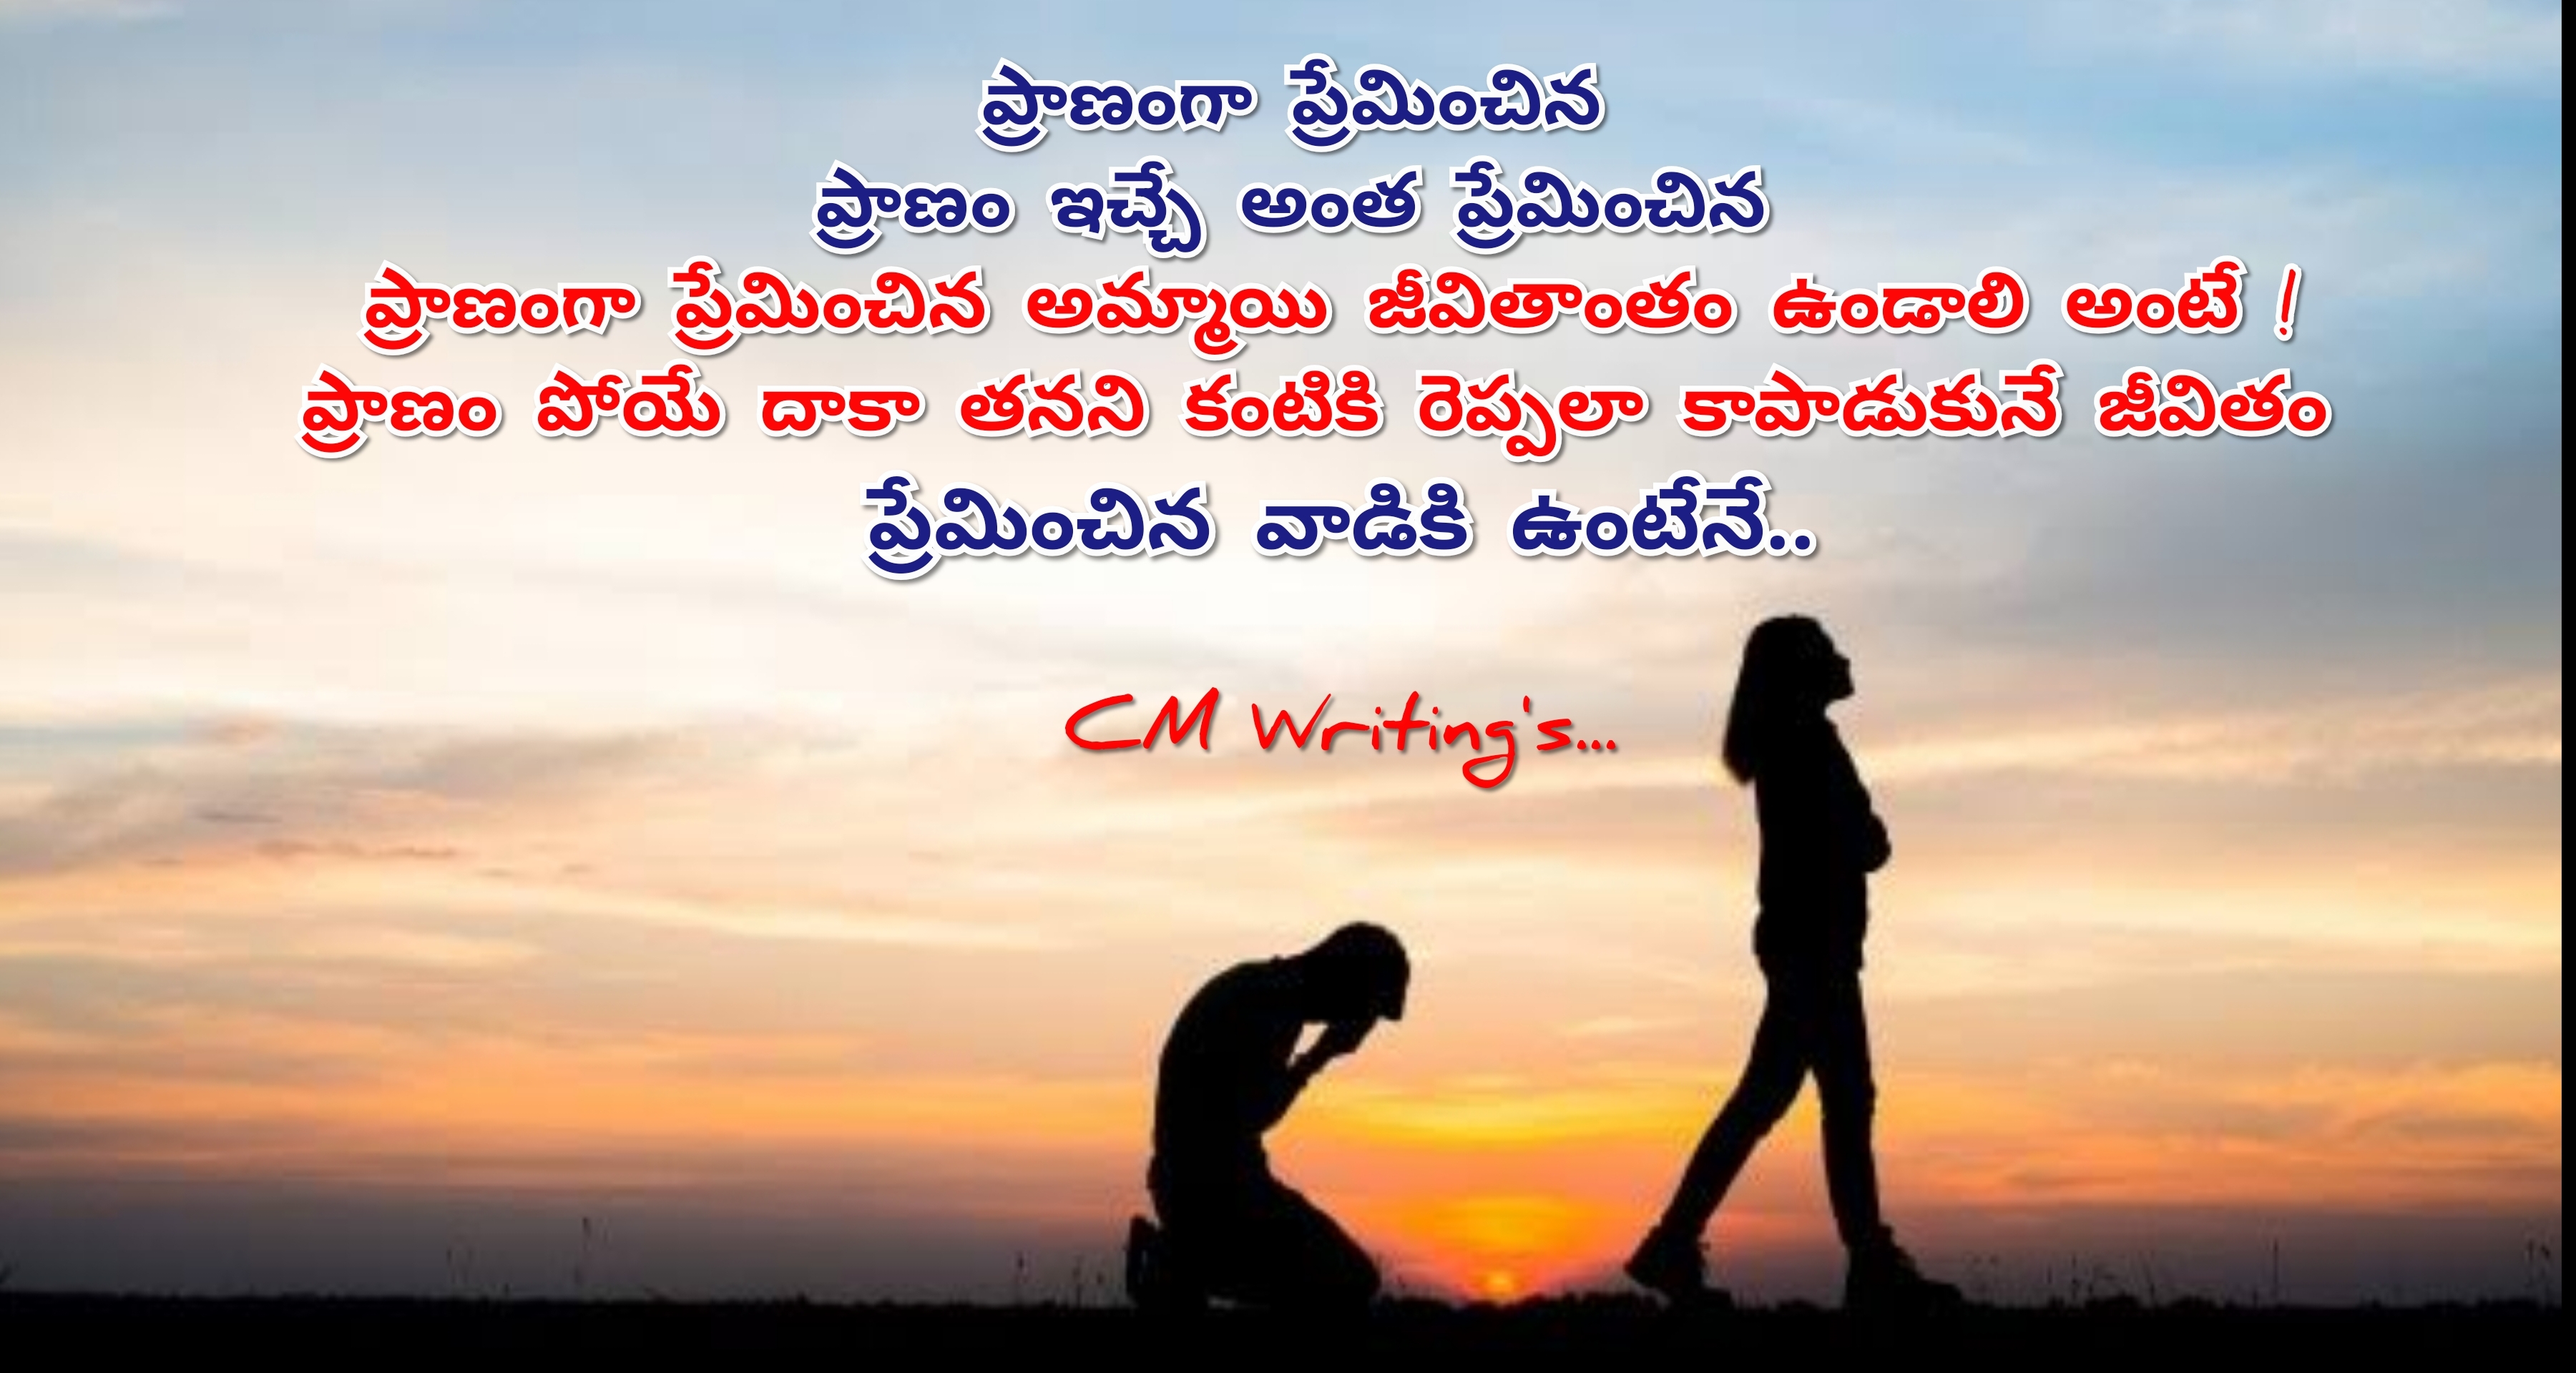 ప్రాణంగా ప్రేమించిన
ప్రాణం ఇచ్చే అంత ప్రేమించిన
ప్రాణంగా ప్రేమించిన అమ్మాయి జీవితాంతం ఉండాలి అంటే !
ప్రాణం పోయే దాకా తనని కంటికి రెప్పలా కాపాడుకునే జీవితం
ప్రేమించిన వాడికి ఉంటేనే..
CM Writing's...